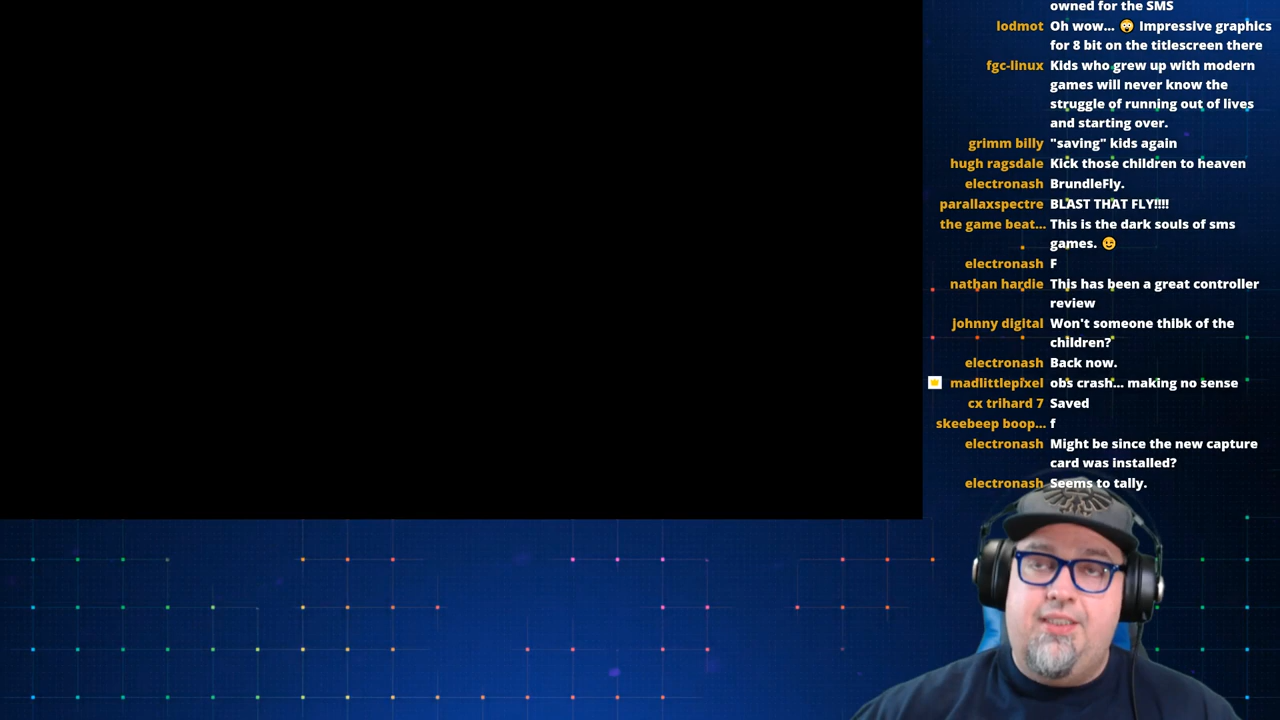 owned for the SMS
lodmot Oh wow... 😳 Impressive graphics
for 8 bit on the titlescreen there
fgc-linux Kids who grew up with modern
games will never know the
struggle of running out of lives
and starting over.
grimm billy "saving" kids again
hugh ragsdale Kick those children to heaven
electronash BrundleFly.
parallaxspectre BLAST THAT FLY!!!!
the game beat... This is the dark souls of sms
games. 😉
electronash F
nathan hardie This has been a great controller
review
johnny digital Won't someone thibk of the
children?
electronash Back now.
madlittlepixel obs crash... making no sense
cx trihard 7 Saved
skeebeep boop... f
electronash Might be since the new capture
card was installed?
electronash Seems to tally.